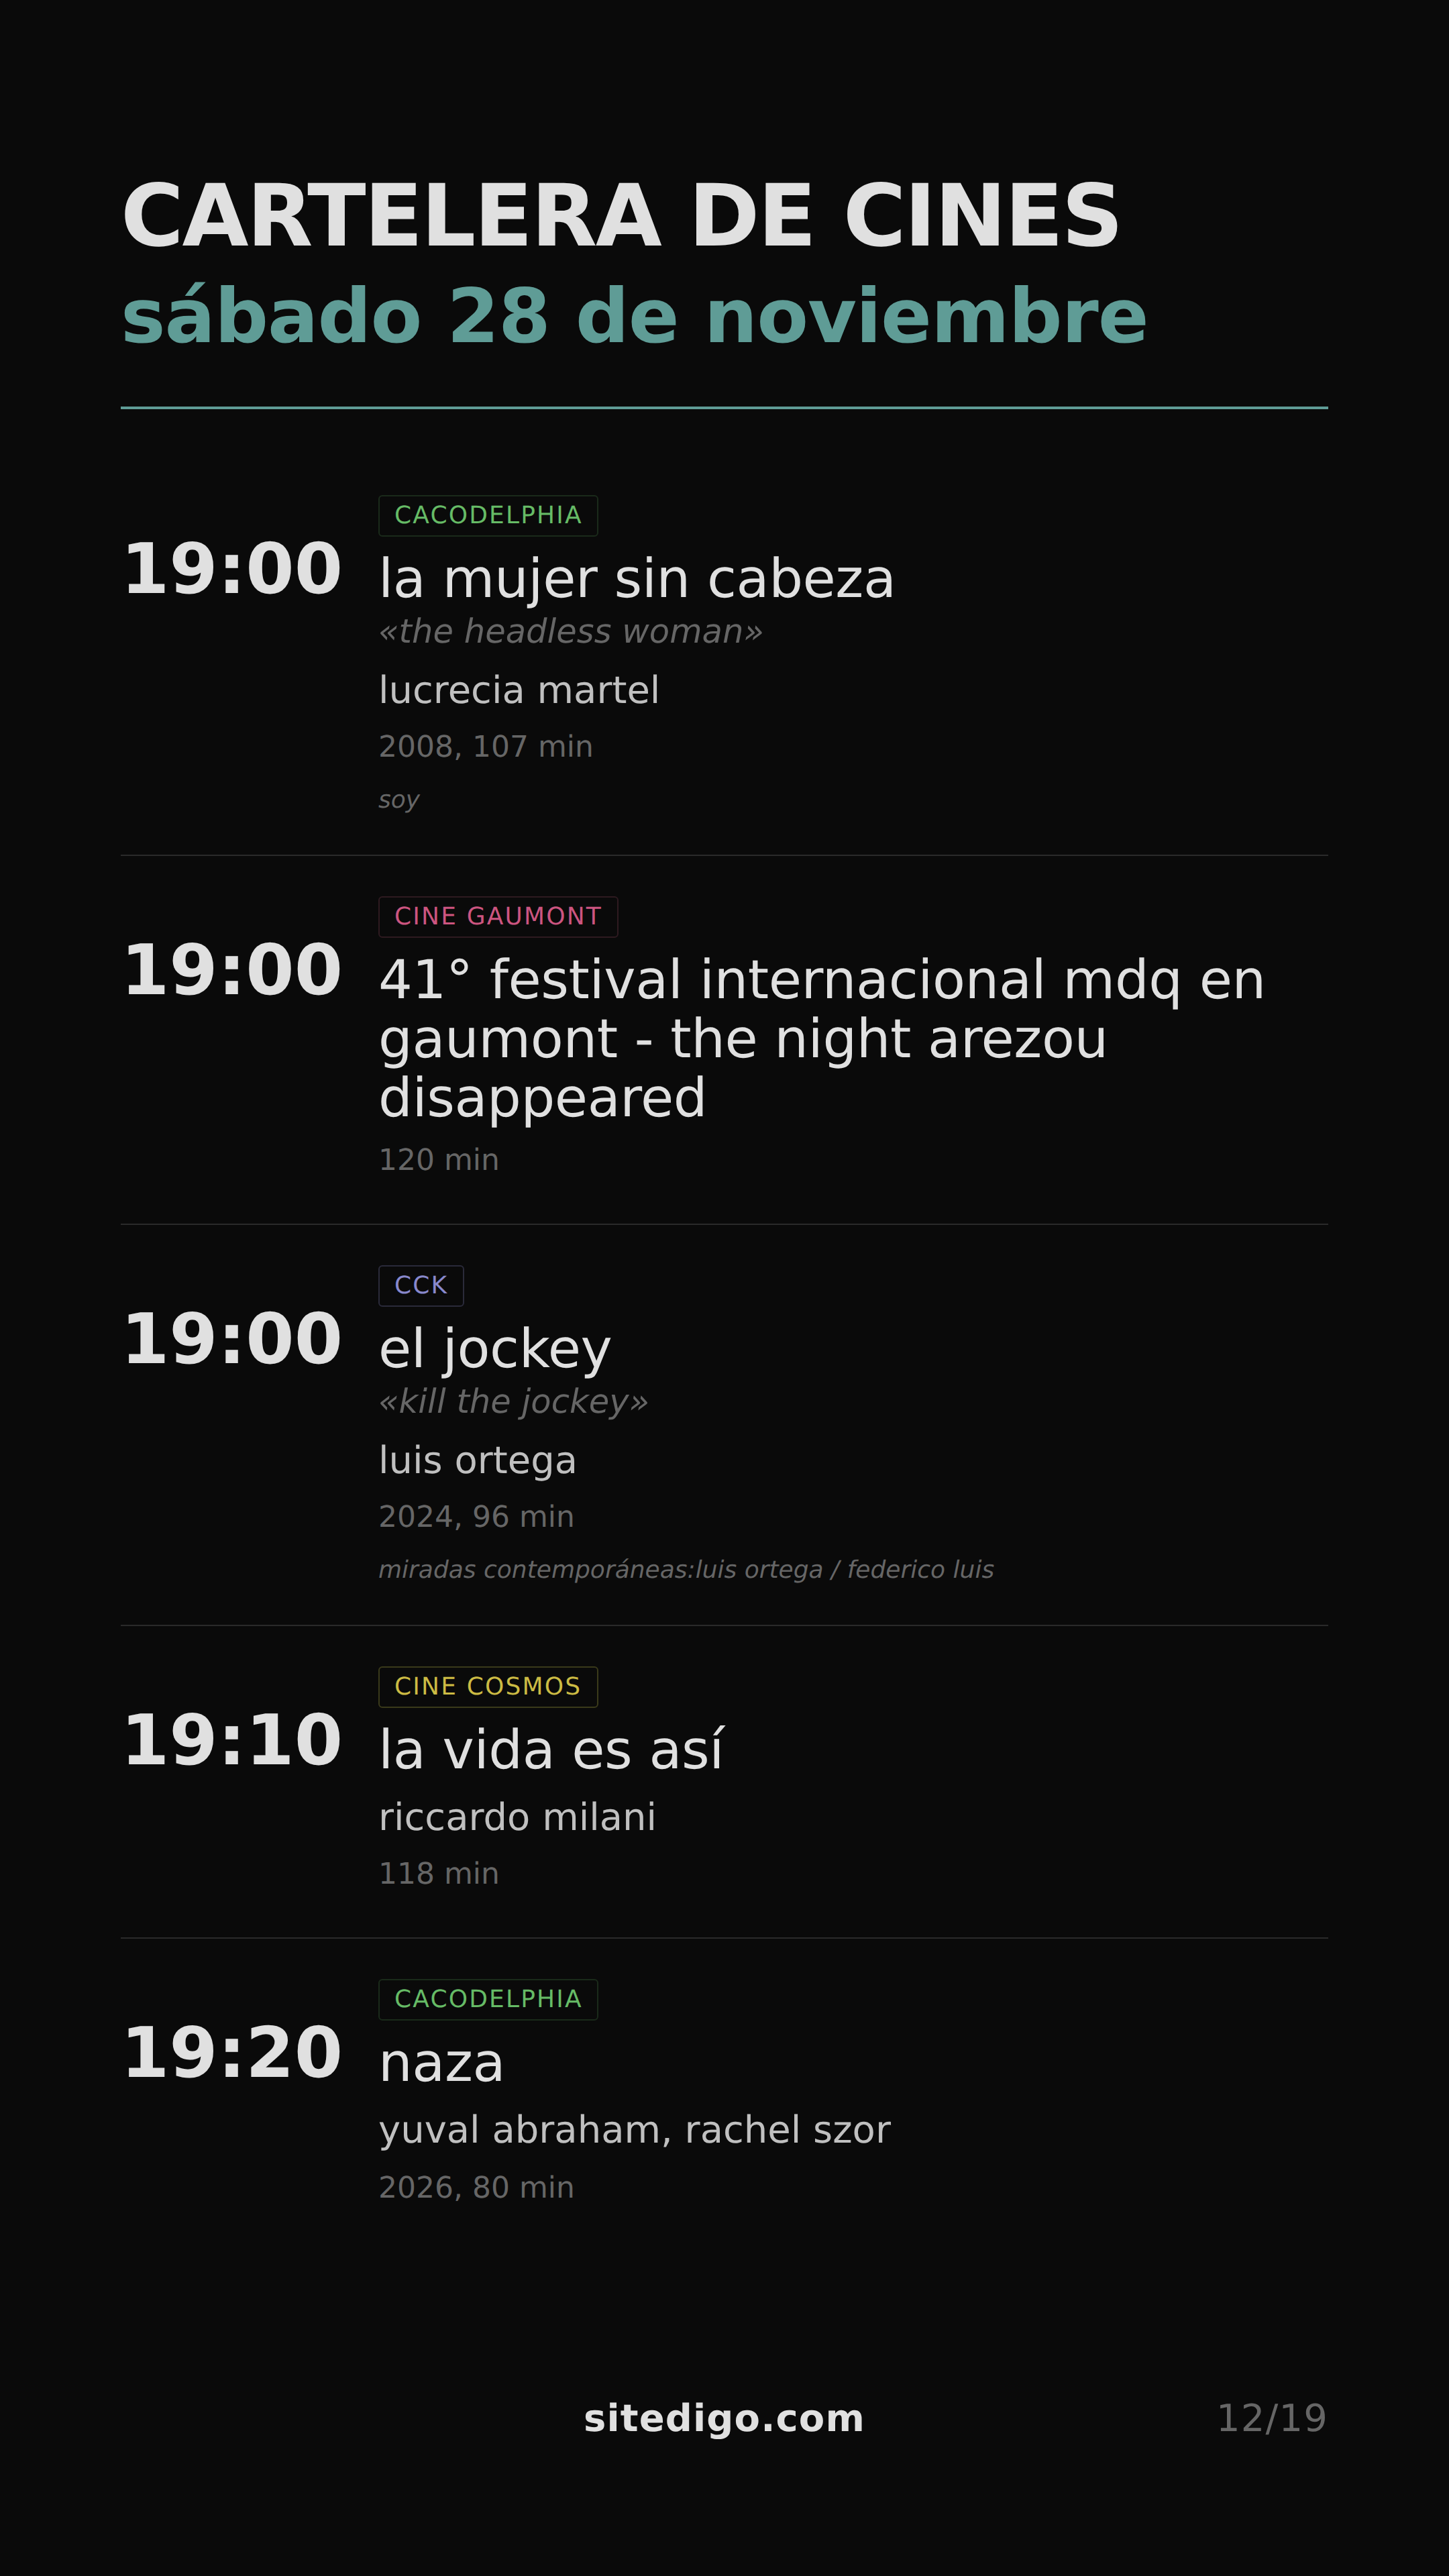 CARTELERA DE CINES
sábado 28 de noviembre
CACODELPHIA
19:00
la mujer sin cabeza
«the headless woman»
lucrecia martel
2008, 107 min
soy
CINE GAUMONT
19:00
41° festival internacional mdq en
gaumont - the night arezou
disappeared
120 min
CCK
19:00
el jockey
«kill the jockey»
luis ortega
2024, 96 min
miradas contemporáneas:luis ortega / federico luis
CINE COSMOS
19:10
la vida es así
riccardo milani
118 min
CACODELPHIA
19:20
naza
yuval abraham, rachel szor
2026, 80 min
sitedigo.com
12/19